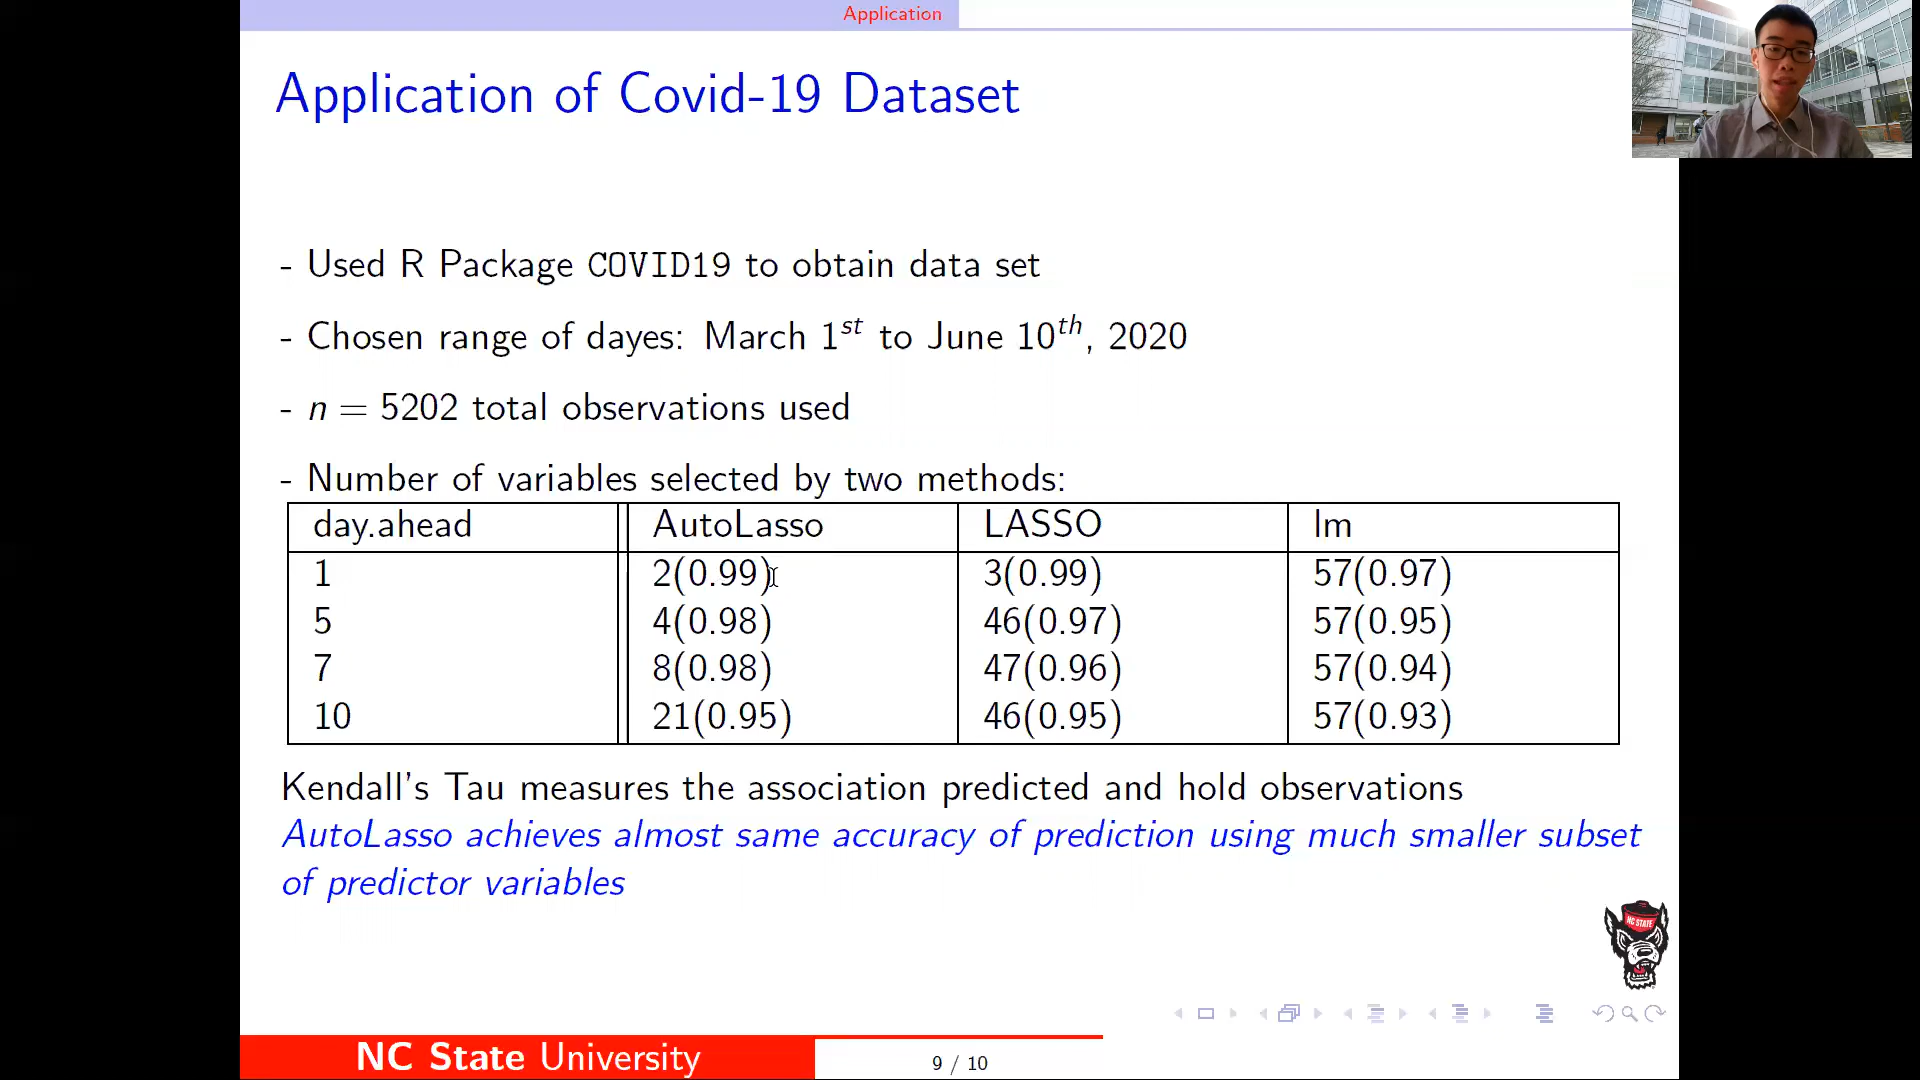 Application
Application of Covid-19 Dataset
- Used R Package COVID19 to obtain data set
- Chosen range of dayes: March 1st to June 10th, 2020
- n = 5202 total observations used
- Number of variables selected by two methods:
day.ahead AutoLasso LASSO lm
1 2(0.99) 3(0.99) 57(0.97)
5 4(0.98) 46(0.97) 57(0.95)
7 8(0.98) 47(0.96) 57(0.94)
10 21(0.95) 46(0.95) 57(0.93)
Kendall's Tau measures the association predicted and hold observations
AutoLasso achieves almost same accuracy of prediction using much smaller subset
of predictor variables
NC STATE
NC State University
9 / 10